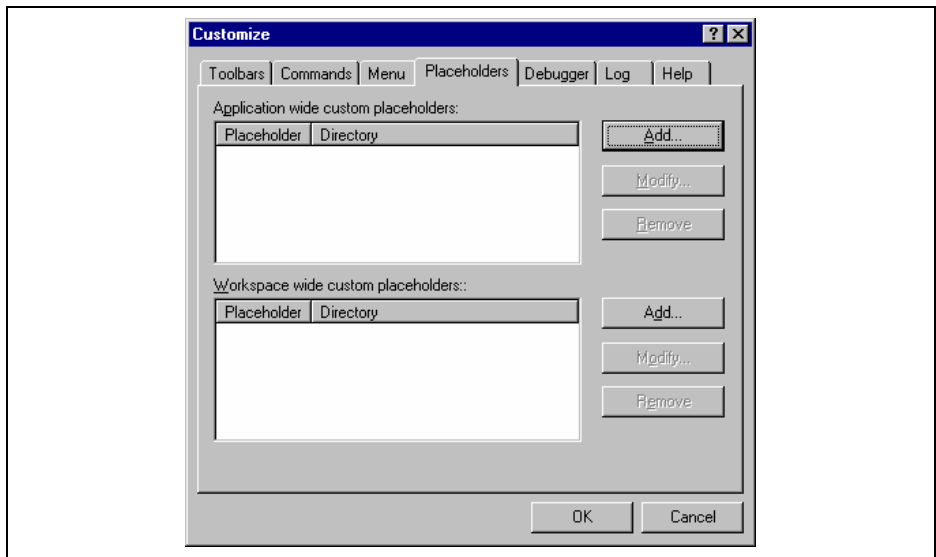 Customize
Toolbars Commands Menu Placeholders Debugger Log Help
Application wide custom placeholders:
Placeholder Directory
Add...
Modify...
Remove
Workspace wide custom placeholders::
Placeholder Directory
Add...
Modify...
Remove
OK Cancel